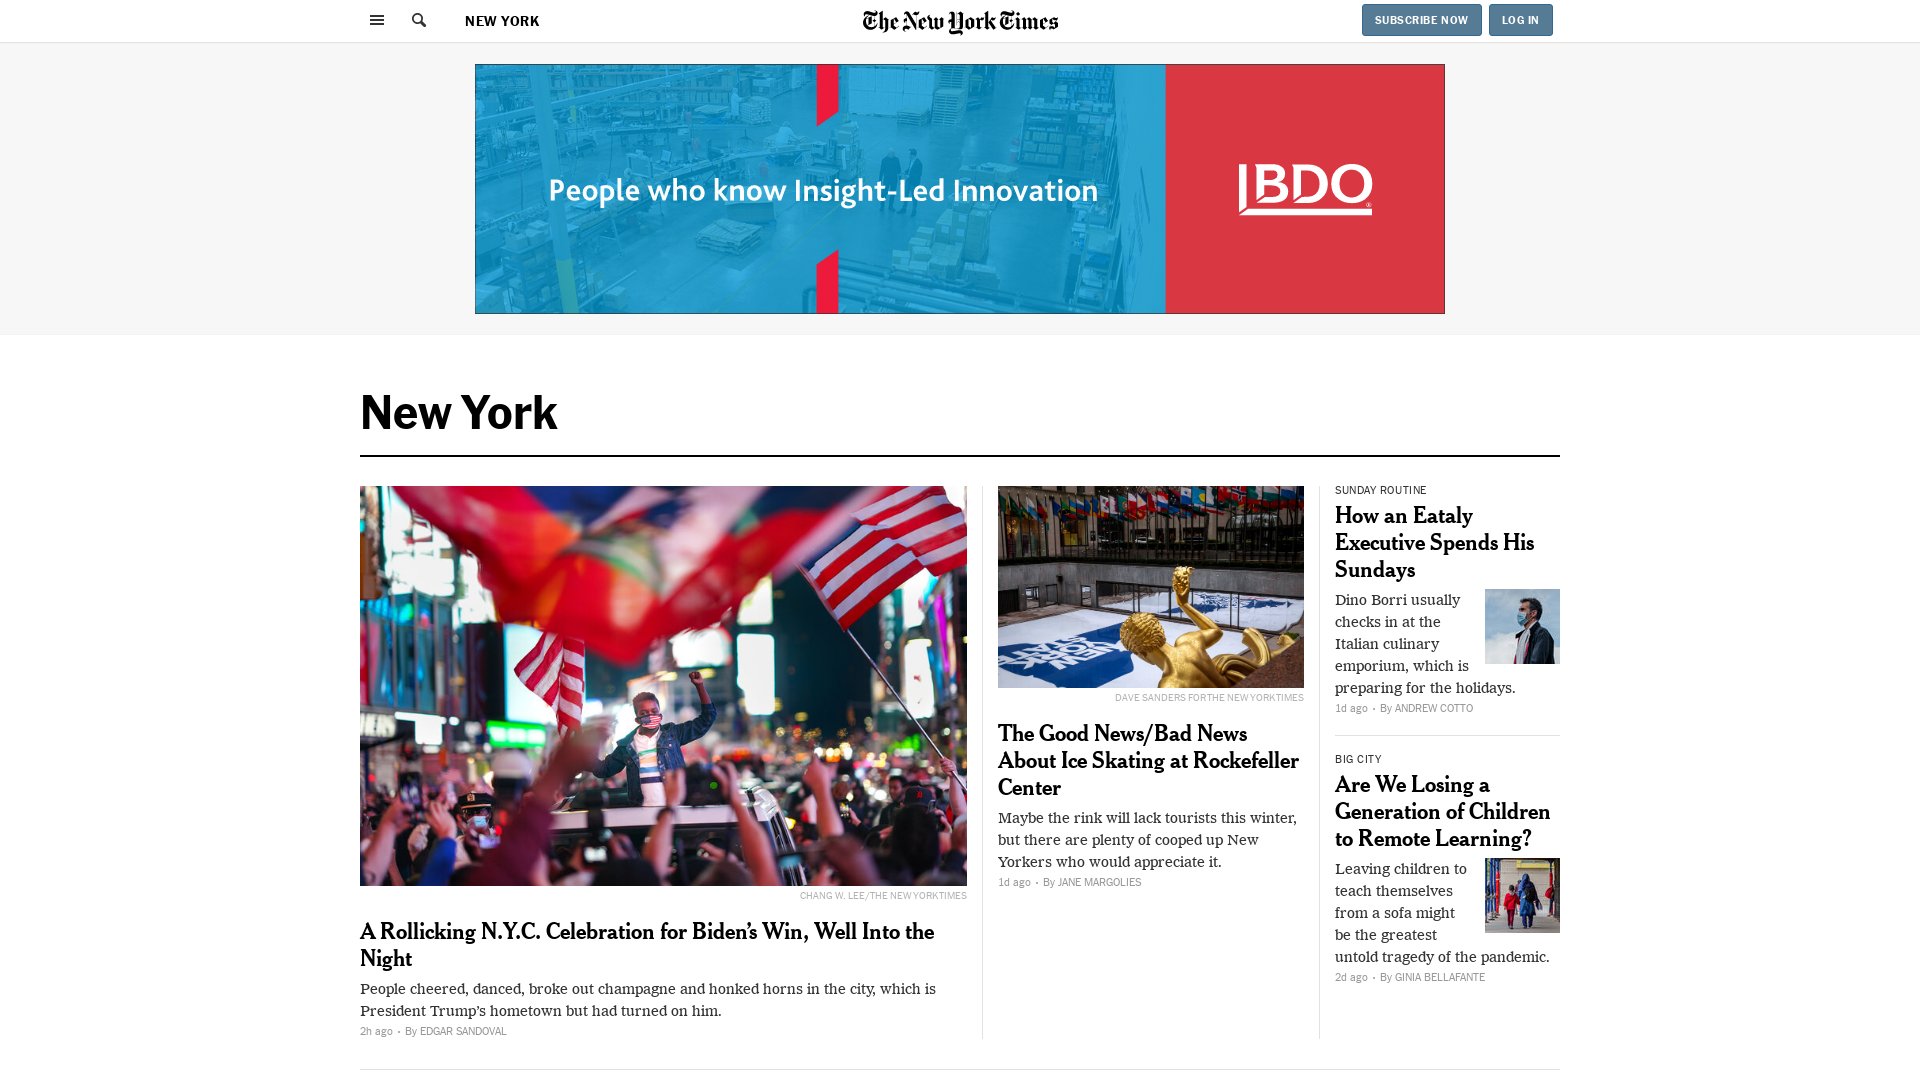 NEW YORK
The New York Times
SUBSCRIBE NOW
LOG IN
People who know Insight-Led Innovation
BDO
New York
CHANG W. LEE/THE NEW YORK TIMES
A Rollicking N.Y.C. Celebration for Biden’s Win, Well Into the
Night
People cheered, danced, broke out champagne and honked horns in the city, which is
President Trump’s hometown but had turned on him.
2h ago • By EDGAR SANDOVAL
DAVE SANDERS FOR THE NEW YORK TIMES
The Good News/Bad News
About Ice Skating at Rockefeller
Center
Maybe the rink will lack tourists this winter,
but there are plenty of cooped up New
Yorkers who would appreciate it.
1d ago • By JANE MARGOLIES
SUNDAY ROUTINE
How an Eataly
Executive Spends His
Sundays
Dino Borri usually
checks in at the
Italian culinary
emporium, which is
preparing for the holidays.
1d ago • By ANDREW COTTO
BIG CITY
Are We Losing a
Generation of Children
to Remote Learning?
Leaving children to
teach themselves
from a sofa might
be the greatest
untold tragedy of the pandemic.
2d ago • By GINIA BELLAFANTE